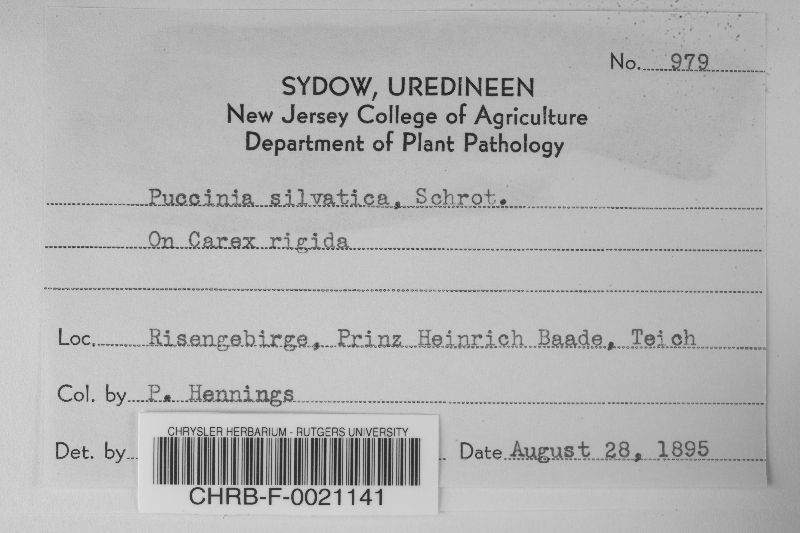 No. 979
SYDOW, UREDINEEN
New Jersey College of Agriculture
Department of Plant Pathology
Puccinia silvatica, Schrot.
On Carex rigida
Loc. Risengebirge, Prinz Heinrich Baade, Teich
Col. by P. Hennings
Det. by Date August 28, 1895
CHRYSLER HERBARIUM - RUTGERS UNIVERSITY
CHRB-F-0021141